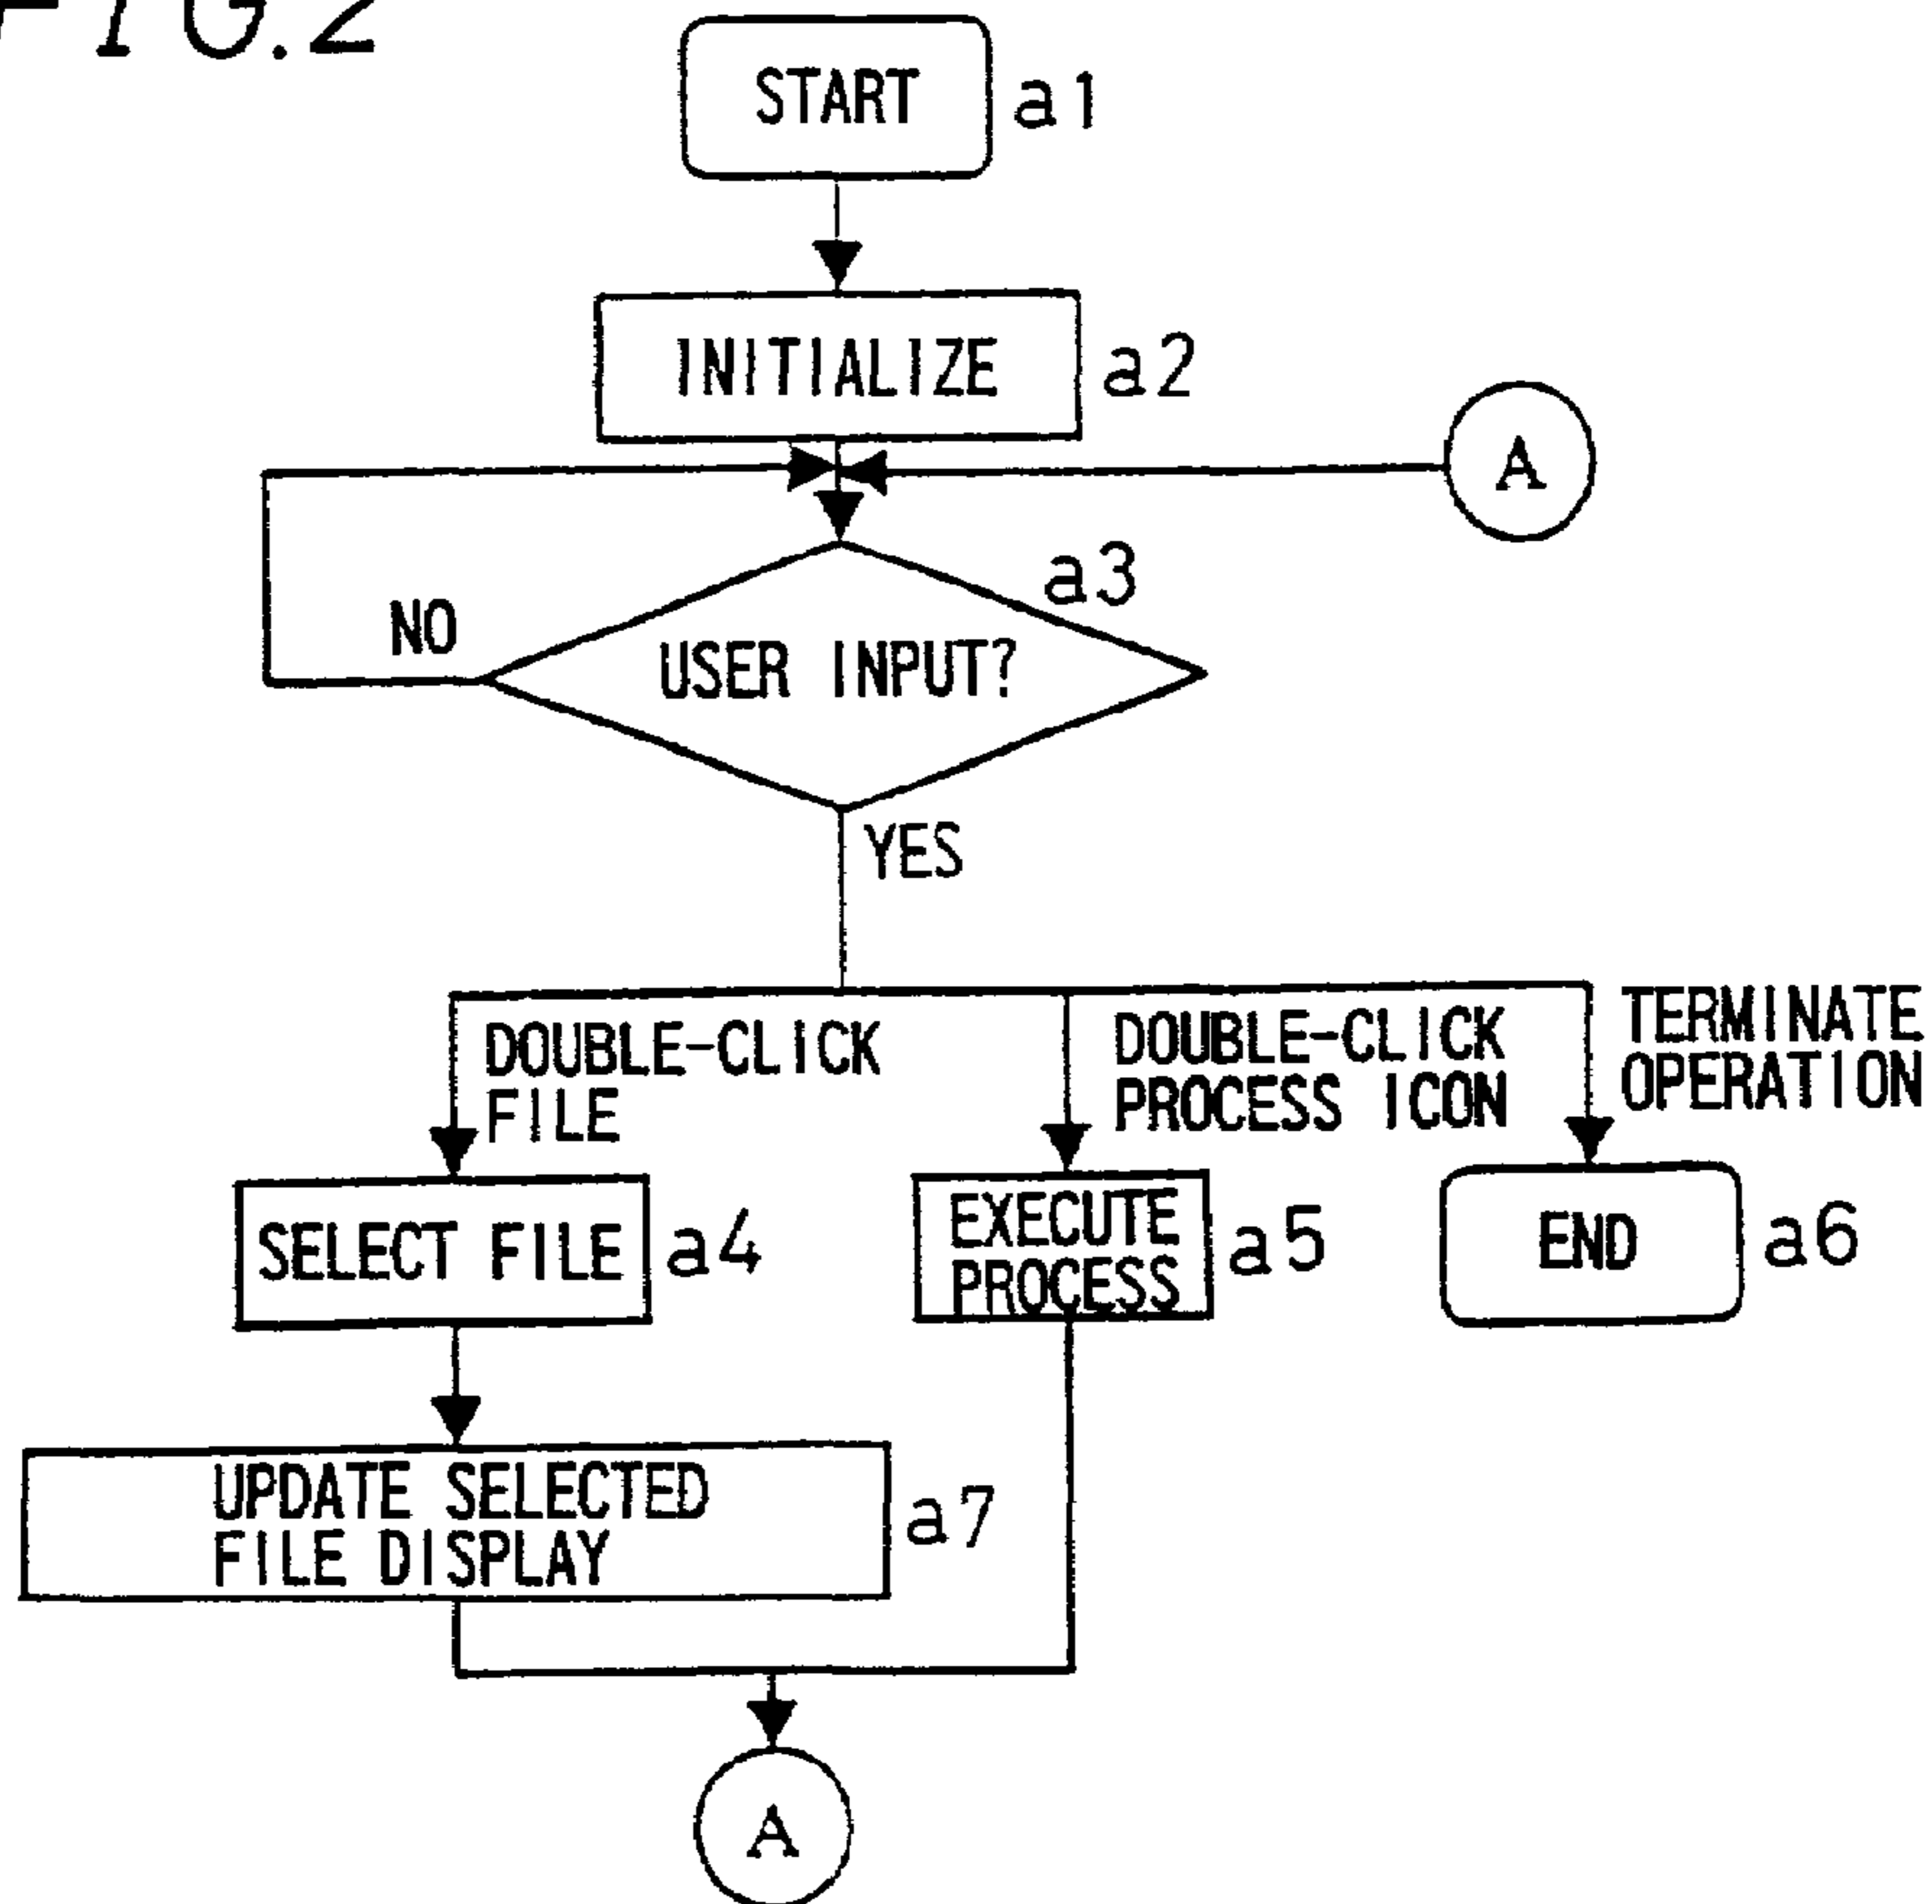 FIG.2
START a1
INITIALIZE a2
A
a3
NO
USER INPUT?
YES
DOUBLE-CLICK
FILE
DOUBLE-CLICK
PROCESS ICON
TERMINATE
OPERATION
SELECT FILE a4
EXECUTE
PROCESS
a5
END a6
UPDATE SELECTED
FILE DISPLAY
a7
A